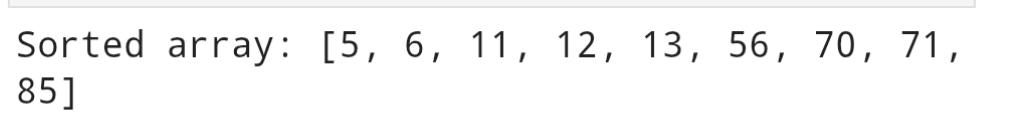 Sorted array: [5, 6, 11, 12, 13, 56, 70, 71,
85]